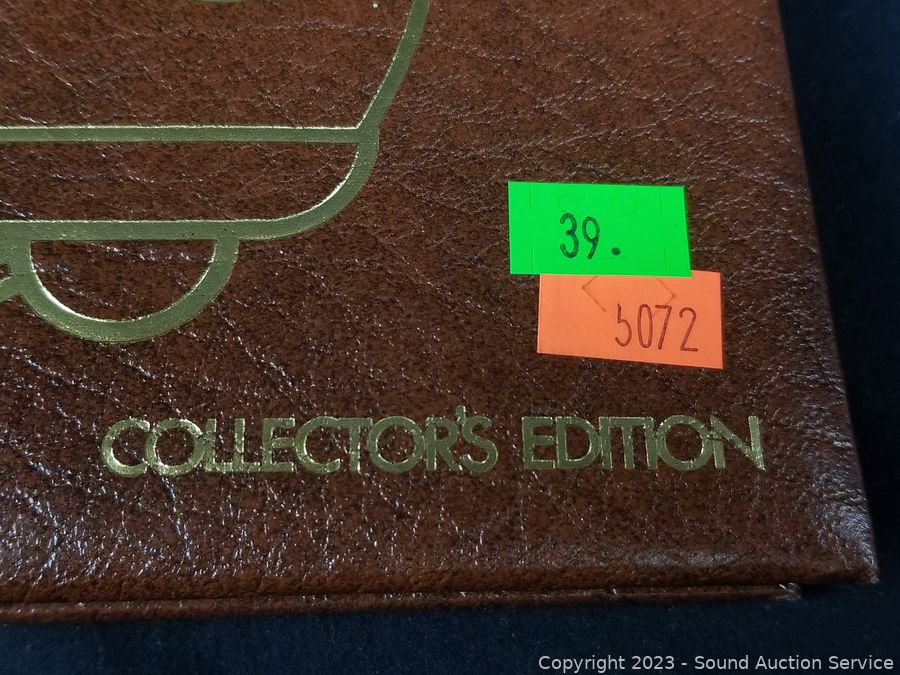 39.
5072
COLLECTOR'S EDITION
Copyright 2023 - Sound Auction Service